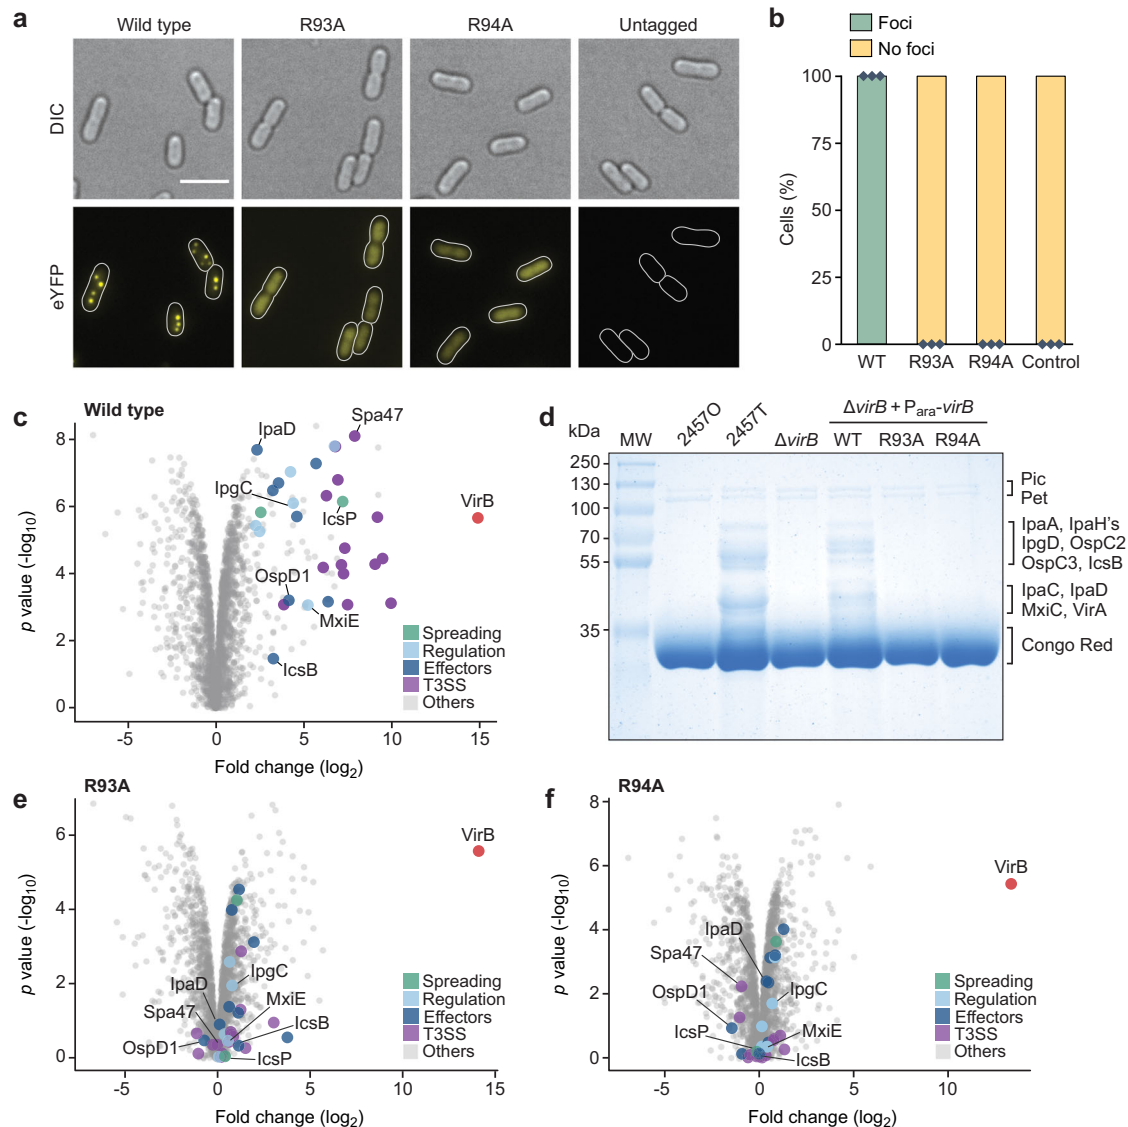 a
Wild type
R93A
R94A
Untagged
DIC
eYFP
b
Foci
No foci
Cells (%)
100
75
50
25
0
WT
R93A
R94A
Control
c
Wild type
p value (-log10)
8
6
4
2
0
-5
0
5
10
15
Fold change (log2)
Spa47
IpaD
IpgC
IcsP
VirB
OspD1
MxiE
IcsB
Spreading
Regulation
Effectors
T3SS
Others
d
kDa
MW
2457O
2457T
ΔvirB
ΔvirB + Para-virB
WT
R93A
R94A
250
130
100
70
55
35
Pic
Pet
IpaA, IpaH's
IpgD, OspC2
OspC3, IcsB
IpaC, IpaD
MxiC, VirA
Congo Red
e
R93A
p value (-log10)
6
4
2
0
-5
0
5
10
15
Fold change (log2)
VirB
IpaD
IpgC
Spa47
MxiE
OspD1
IcsB
IcsP
Spreading
Regulation
Effectors
T3SS
Others
f
R94A
p value (-log10)
8
6
4
2
0
-5
0
5
10
Fold change (log2)
VirB
IpaD
Spa47
OspD1
IpgC
IcsP
MxiE
IcsB
Spreading
Regulation
Effectors
T3SS
Others